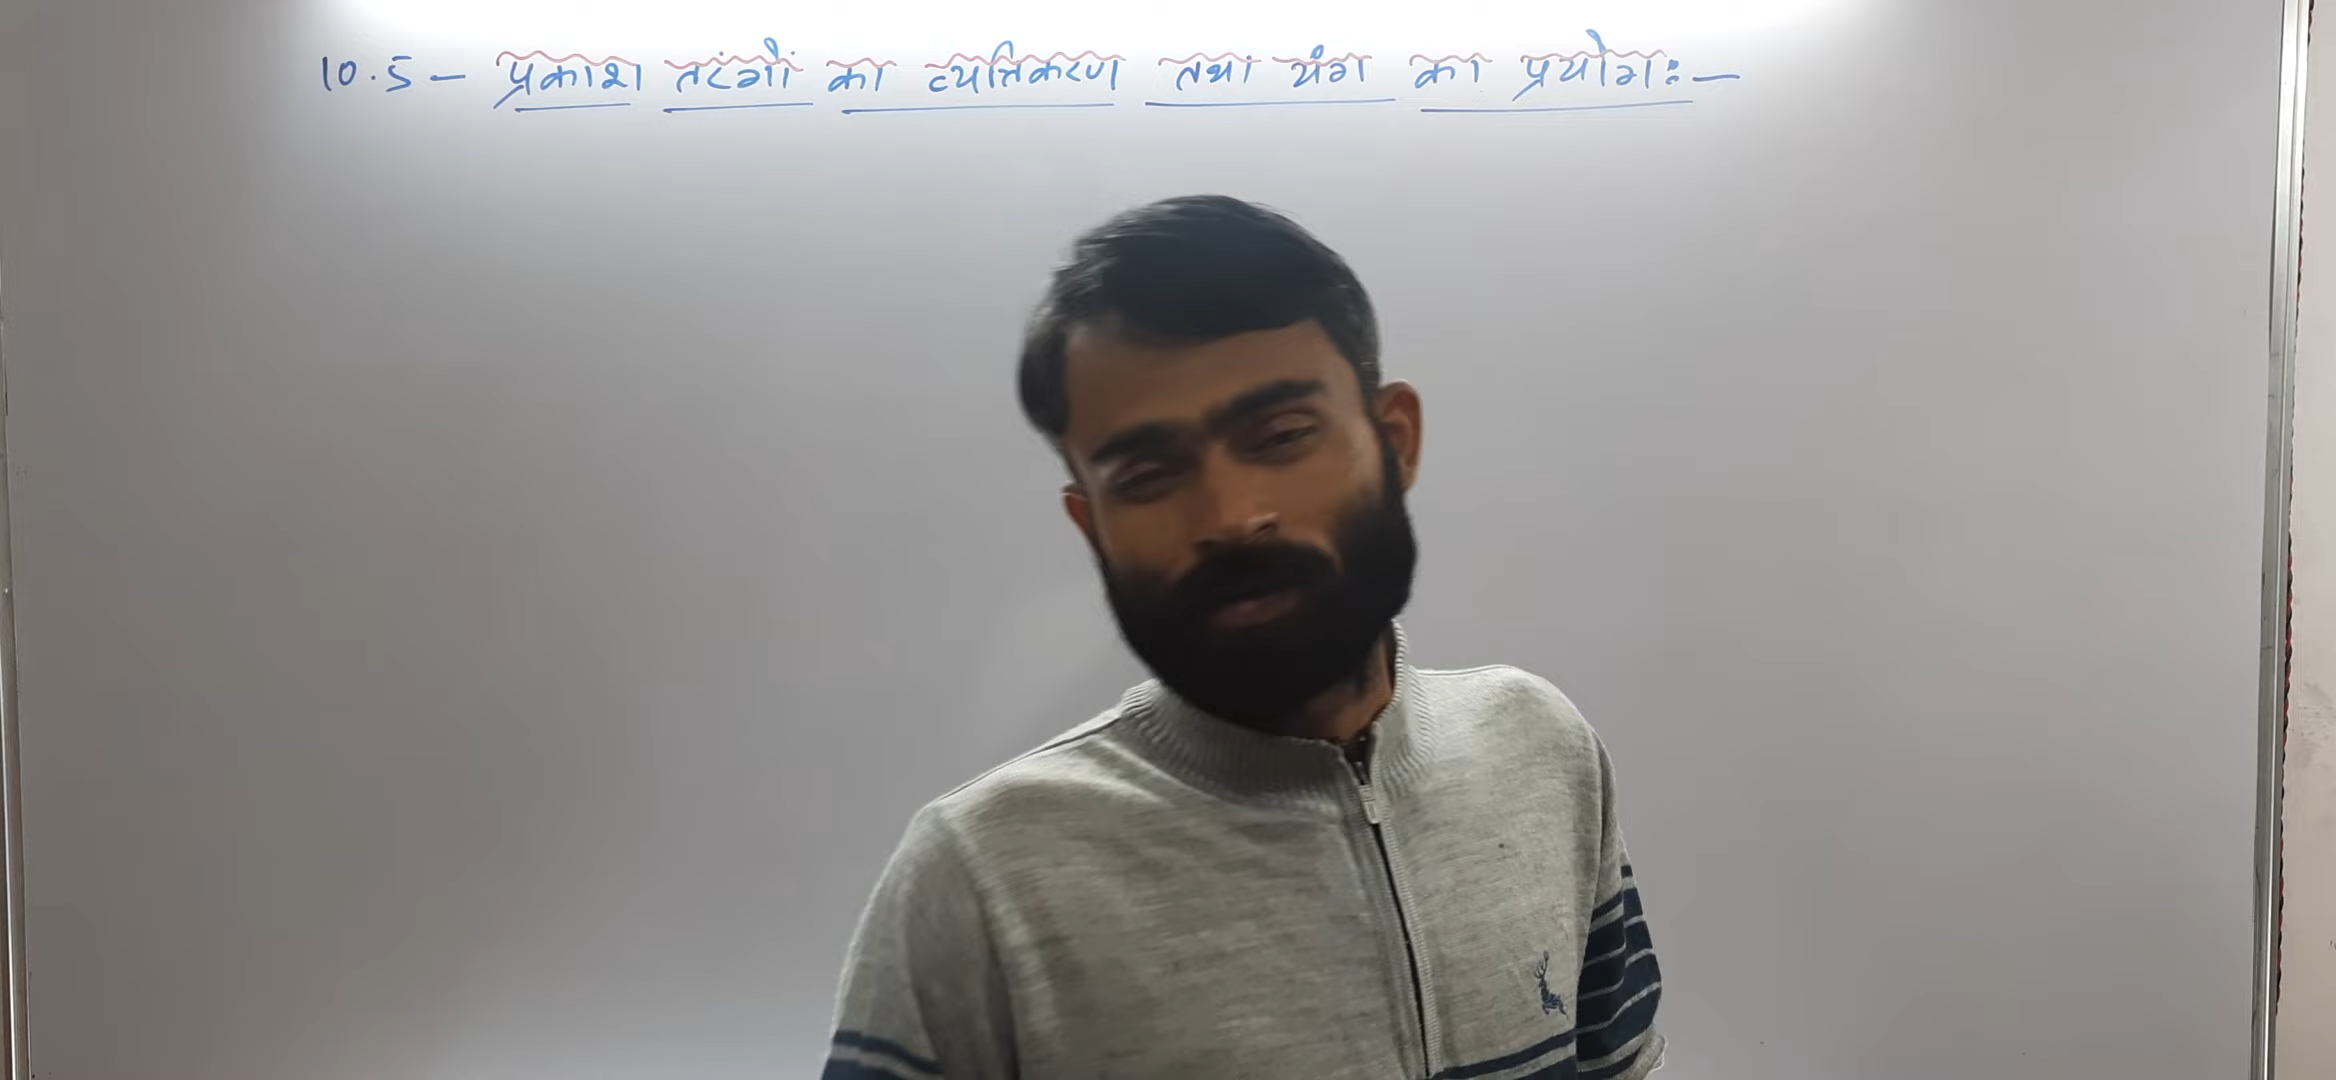 10.5 - प्रकाश तरंगों का व्यतिकरण तथा यंग का प्रयोग:-